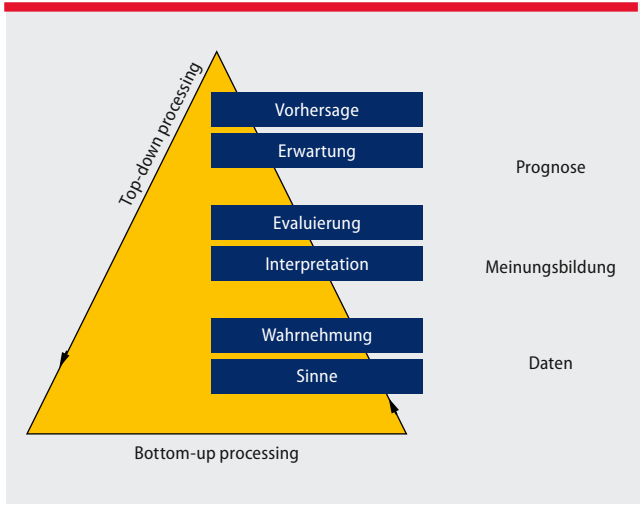 Top-down processing
Vorhersage
Erwartung
Prognose
Evaluierung
Interpretation
Meinungsbildung
Wahrnehmung
Sinne
Daten
Bottom-up processing